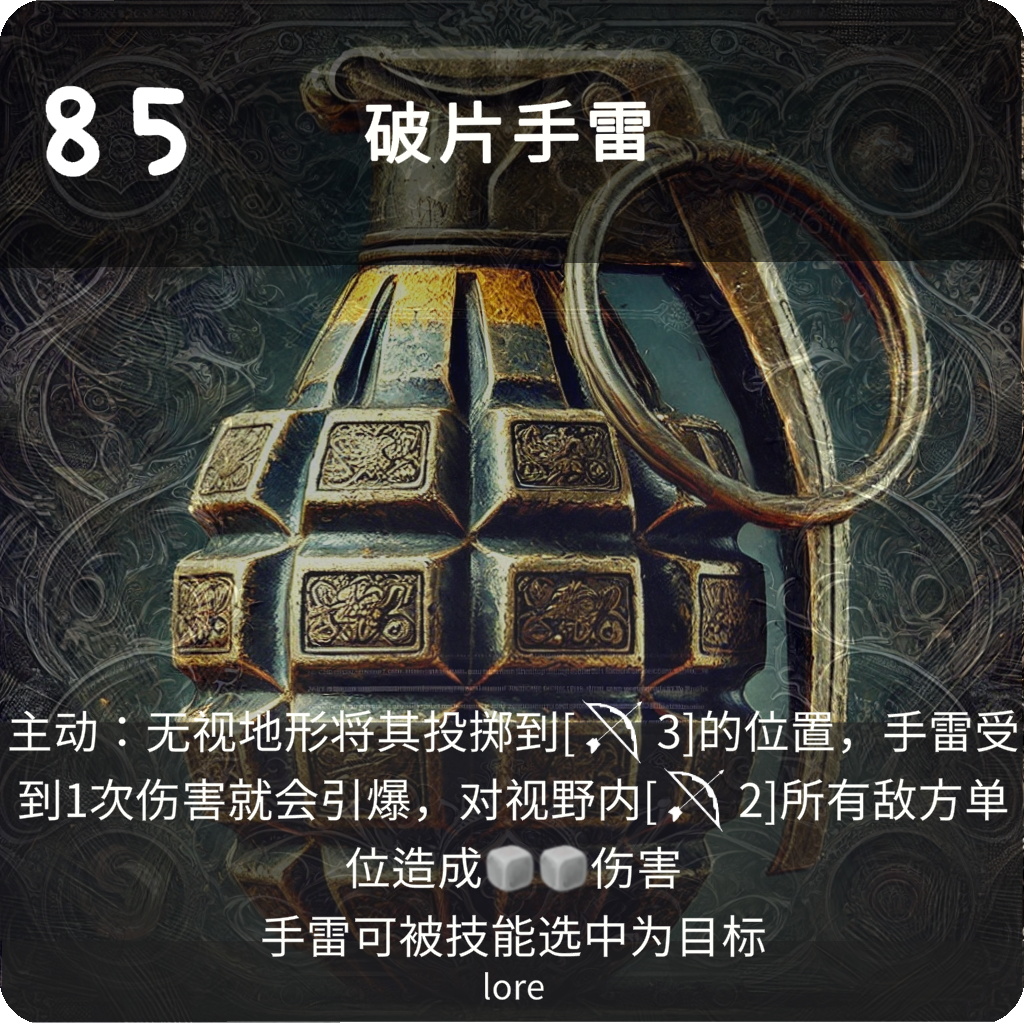 85
破片手雷
主动：无视地形将其投掷到[ 3]的位置，手雷受
到1次伤害就会引爆，对视野内[ 2]所有敌方单
位造成伤害
手雷可被技能选中为目标
lore